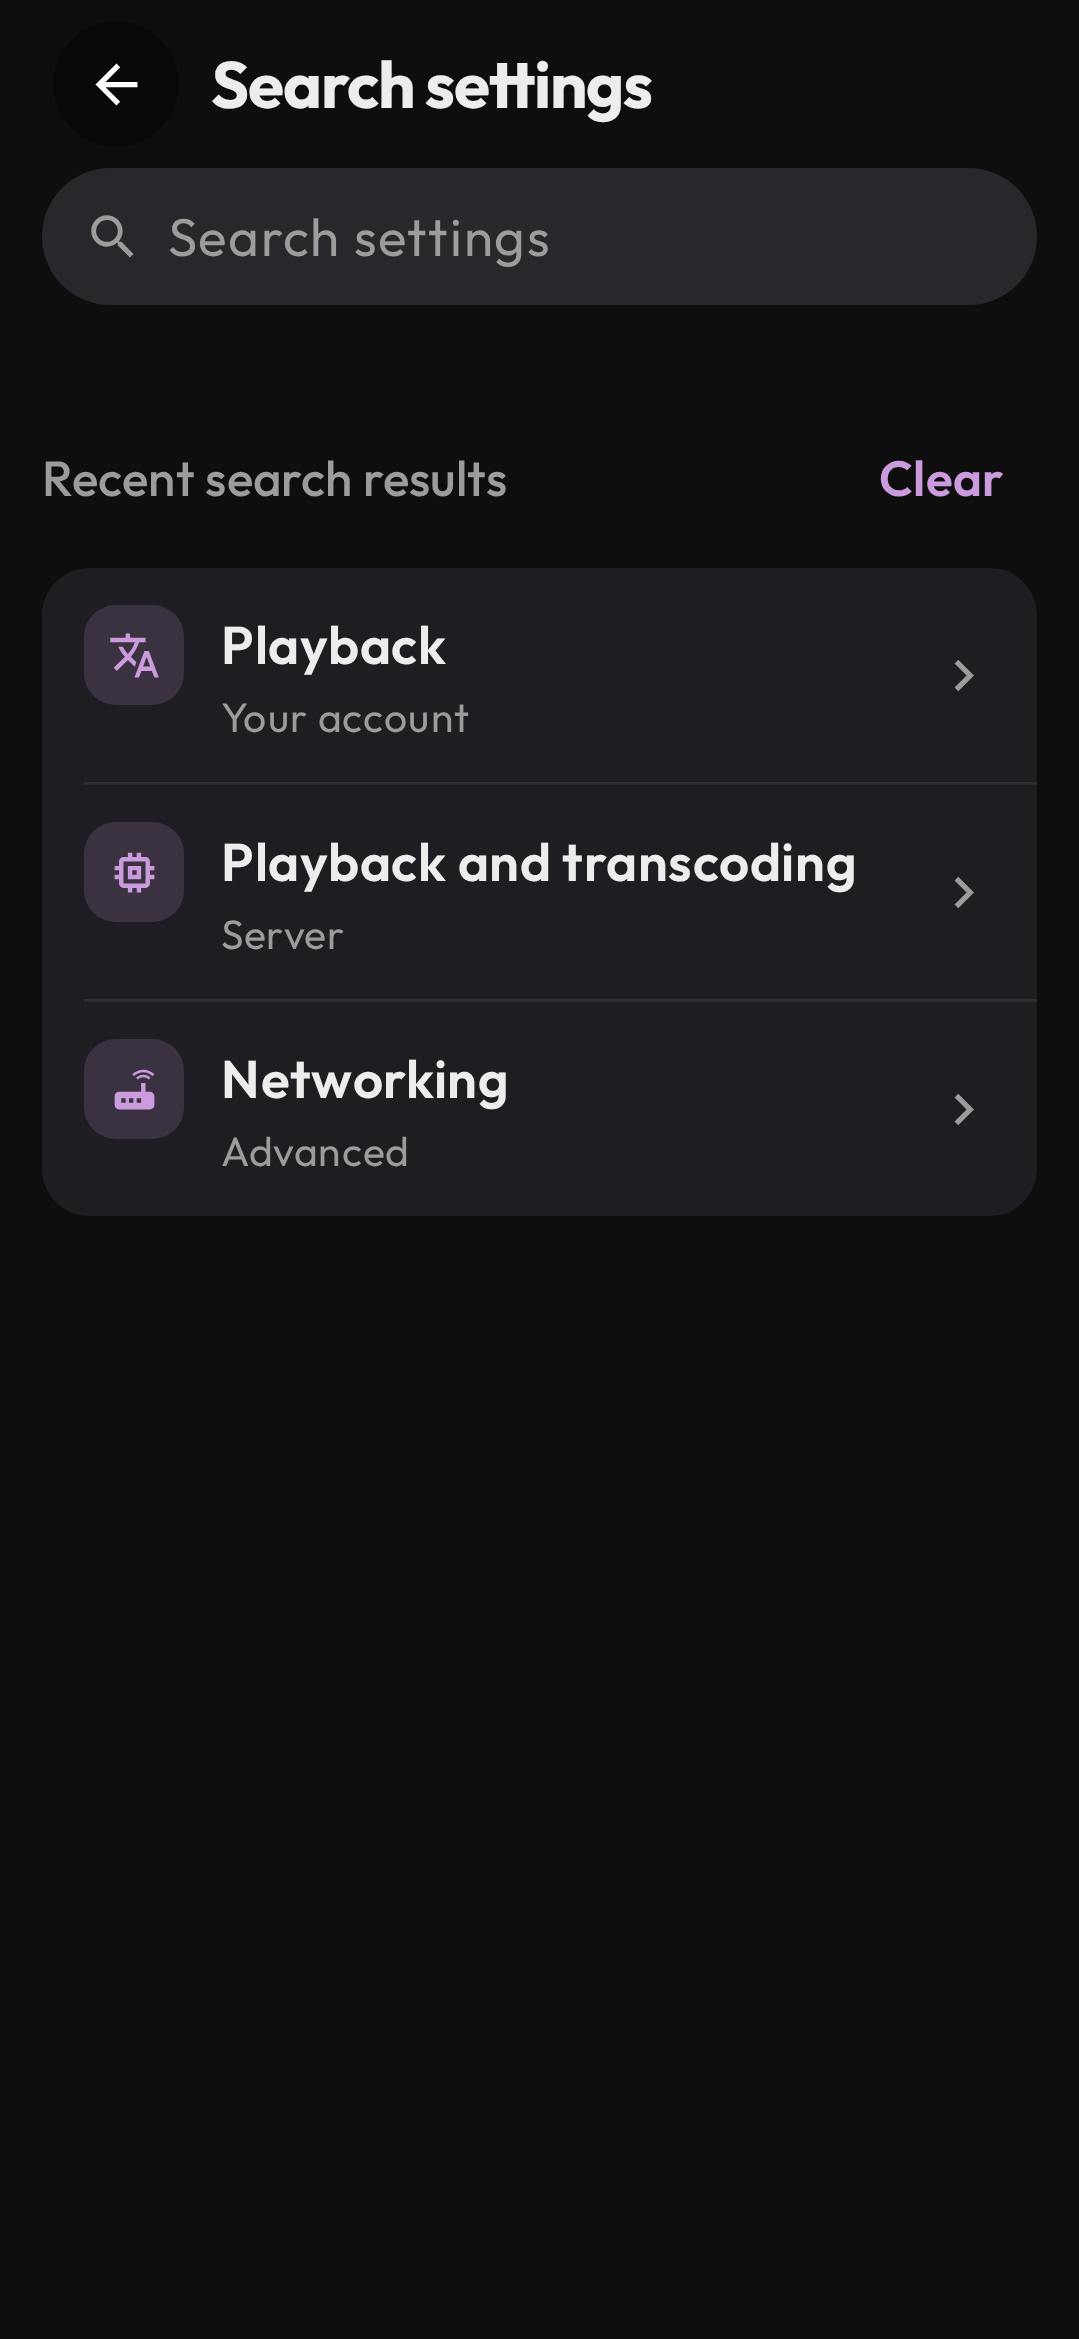 Search settings
Search settings
Recent search results
Clear
Playback
Your account
Playback and transcoding
Server
Networking
Advanced